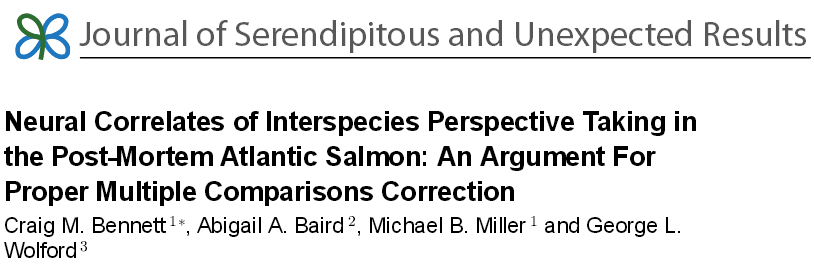 Journal of Serendipitous and Unexpected Results
Neural Correlates of Interspecies Perspective Taking in
the Post-Mortem Atlantic Salmon: An Argument For
Proper Multiple Comparisons Correction
Craig M. Bennett 1*, Abigail A. Baird 2, Michael B. Miller 1 and George L.
Wolford 3